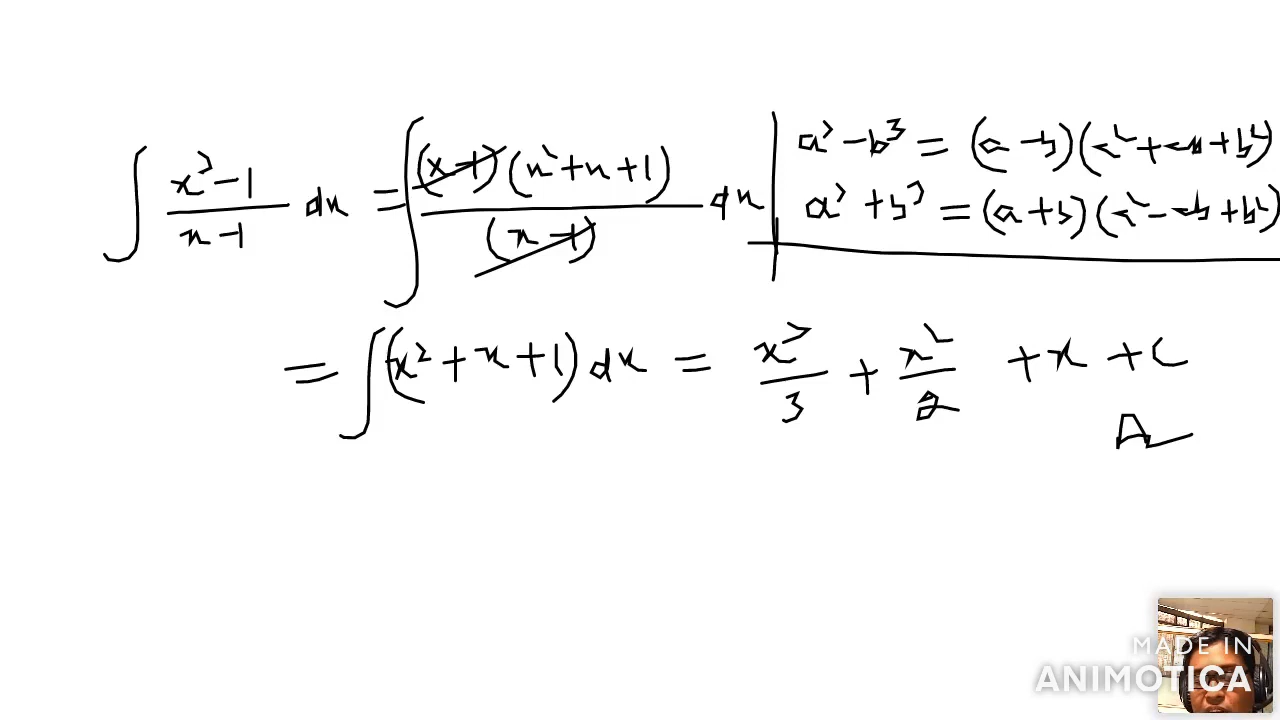 ∫ (x³ - 1)/(x - 1) dx = ∫ (x - 1)(x² + x + 1)/(x - 1) dx
a³ - b³ = (a - b)(a² + ab + b²)
a³ + b³ = (a + b)(a² - ab + b²)
= ∫ (x² + x + 1) dx = x³/3 + x²/2 + x + c
A
MADE IN
ANIMOTICA